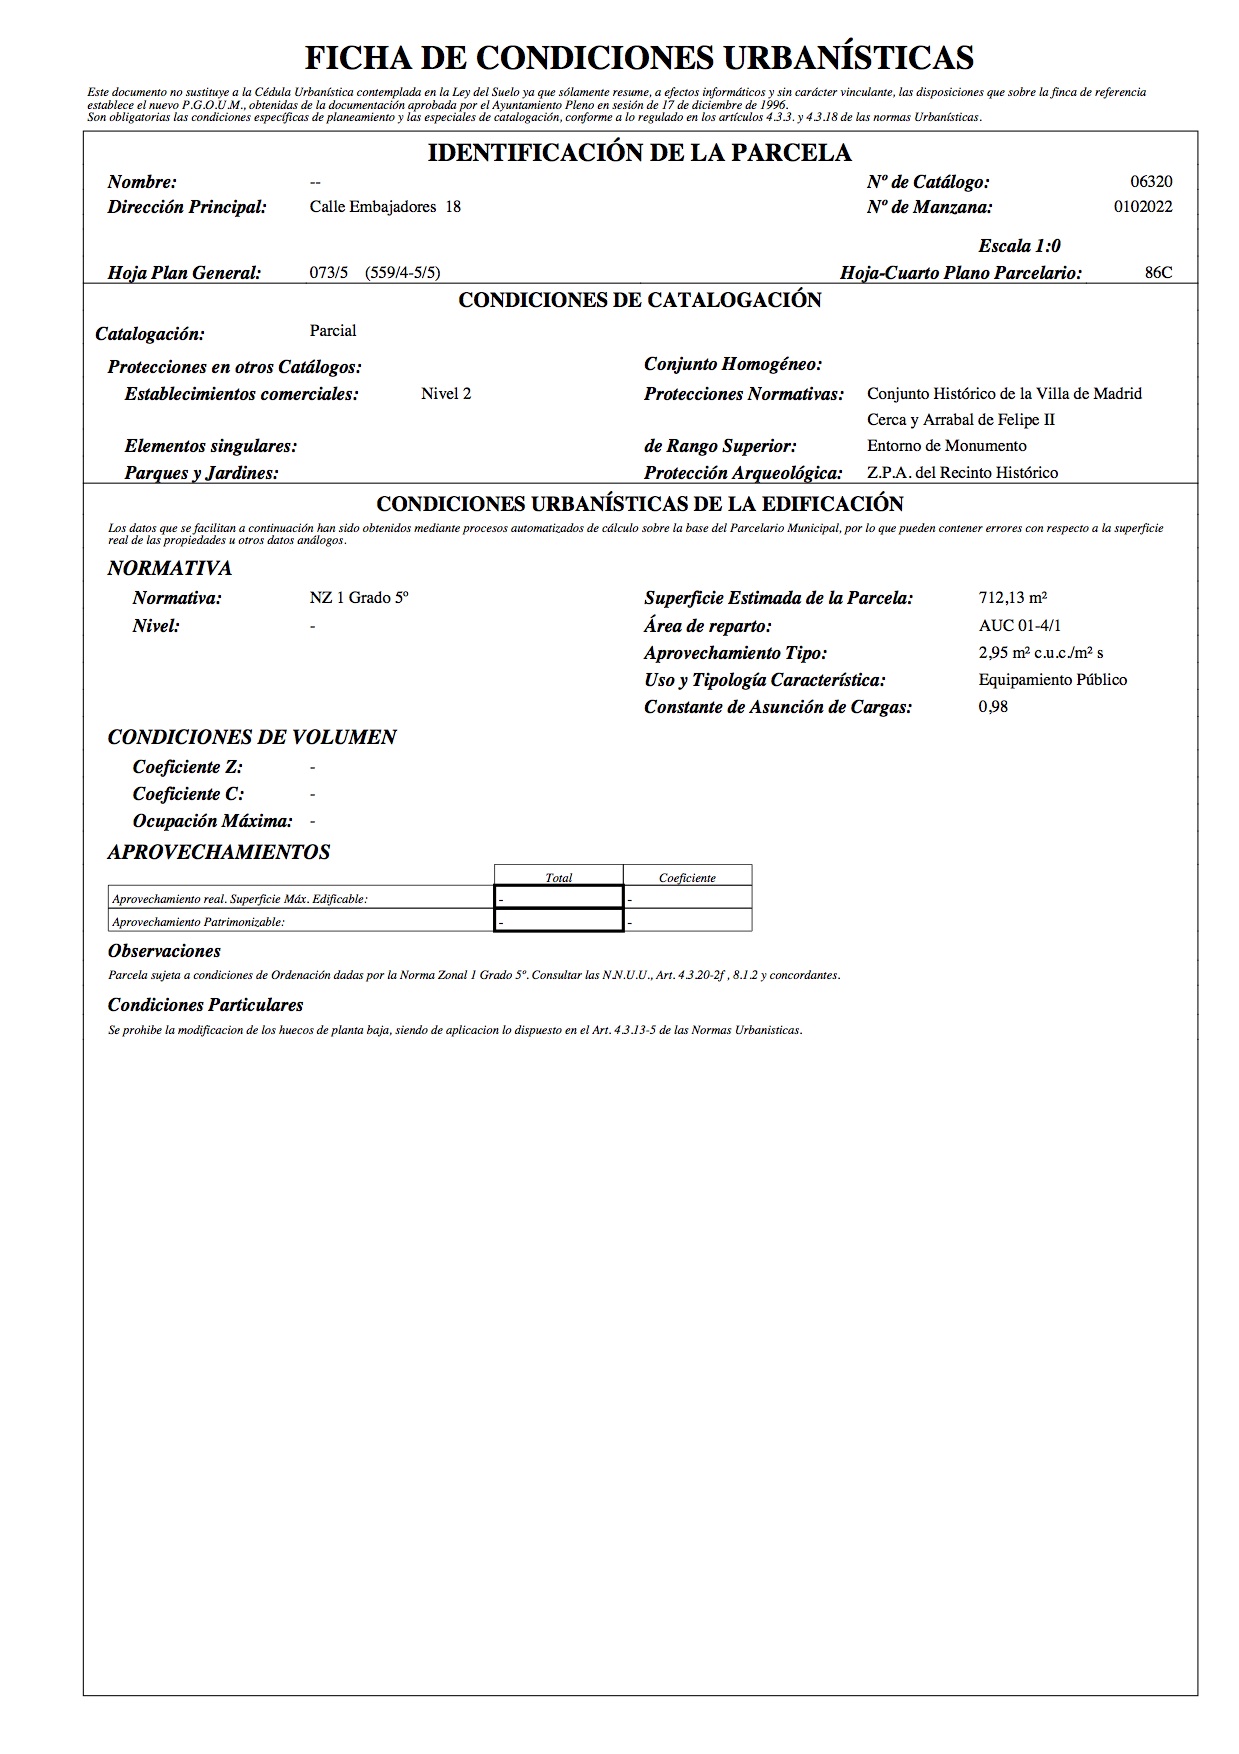 FICHA DE CONDICIONES URBANÍSTICAS
Este documento no sustituye a la Cédula Urbanística contemplada en la Ley del Suelo ya que sólamente resume, a efectos informáticos y sin carácter vinculante, las disposiciones que sobre la finca de referencia
establece el nuevo P.G.O.U.M., obtenidas de la documentación aprobada por el Ayuntamiento Pleno en sesión de 17 de diciembre de 1996.
Son obligatorias las condiciones específicas de planeamiento y las especiales de catalogación, conforme a lo regulado en los artículos 4.3.3. y 4.3.18 de las normas Urbanísticas.
IDENTIFICACIÓN DE LA PARCELA
Nombre: -- Nº de Catálogo: 06320
Dirección Principal: Calle Embajadores 18 Nº de Manzana: 0102022
Escala 1:0
Hoja Plan General: 073/5 (559/4-5/5) Hoja-Cuarto Plano Parcelario: 86C
CONDICIONES DE CATALOGACIÓN
Catalogación: Parcial
Protecciones en otros Catálogos: Conjunto Homogéneo:
Establecimientos comerciales: Nivel 2 Protecciones Normativas: Conjunto Histórico de la Villa de Madrid
Cerca y Arrabal de Felipe II
Elementos singulares: de Rango Superior: Entorno de Monumento
Parques y Jardines: Protección Arqueológica: Z.P.A. del Recinto Histórico
CONDICIONES URBANÍSTICAS DE LA EDIFICACIÓN
Los datos que se facilitan a continuación han sido obtenidos mediante procesos automatizados de cálculo sobre la base del Parcelario Municipal, por lo que pueden contener errores con respecto a la superficie
real de las propiedades u otros datos análogos.
NORMATIVA
Normativa: NZ 1 Grado 5º Superficie Estimada de la Parcela: 712,13 m²
Nivel: - Área de reparto: AUC 01-4/1
Aprovechamiento Tipo: 2,95 m² c.u.c./m² s
Uso y Tipología Característica: Equipamiento Público
Constante de Asunción de Cargas: 0,98
CONDICIONES DE VOLUMEN
Coeficiente Z: -
Coeficiente C: -
Ocupación Máxima: -
APROVECHAMIENTOS
Total Coeficiente
Aprovechamiento real. Superficie Máx. Edificable: - -
Aprovechamiento Patrimonizable: - -
Observaciones
Parcela sujeta a condiciones de Ordenación dadas por la Norma Zonal 1 Grado 5º. Consultar las N.N.U.U., Art. 4.3.20-2f , 8.1.2 y concordantes.
Condiciones Particulares
Se prohibe la modificacion de los huecos de planta baja, siendo de aplicacion lo dispuesto en el Art. 4.3.13-5 de las Normas Urbanisticas.